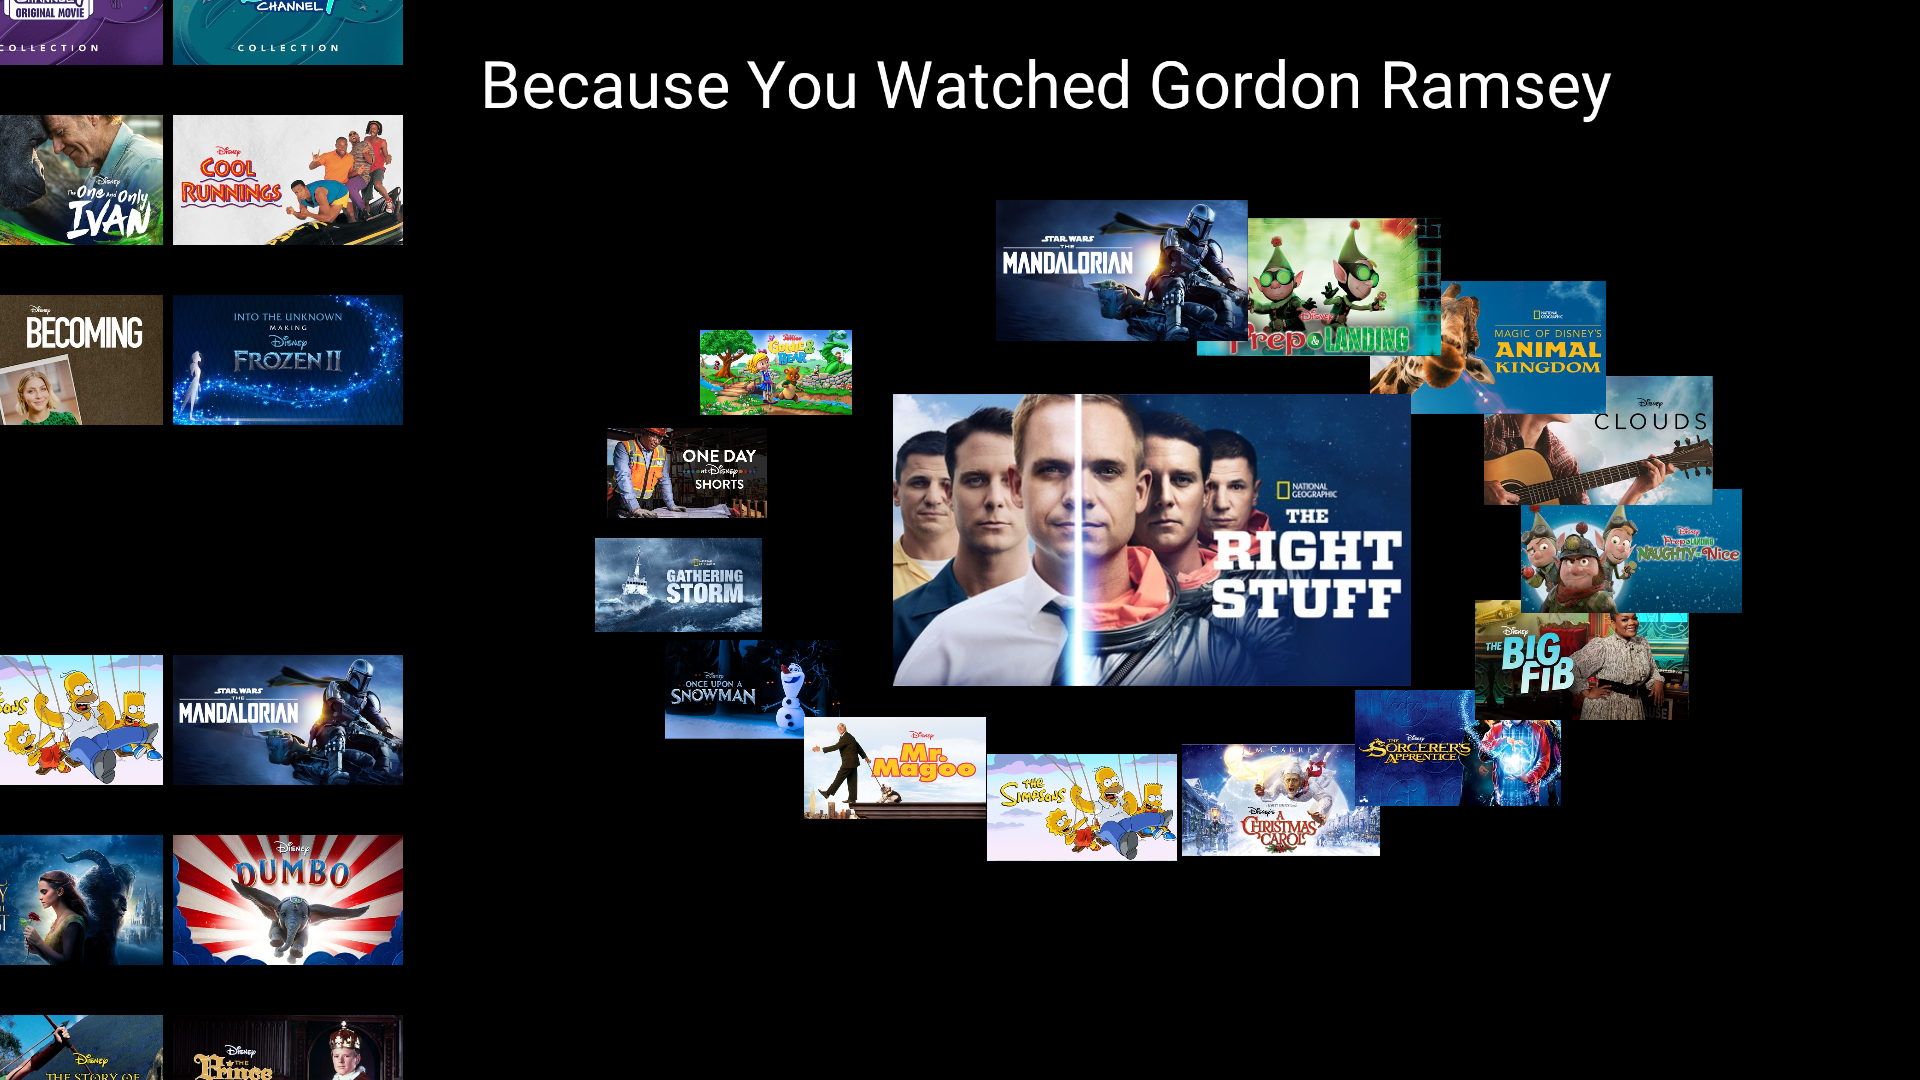 CHANNEL
ORIGINAL MOVIE
COLLECTION
CHANNEL
COLLECTION
Because You Watched Gordon Ramsey
Disney
The One And Only
IVAN
Disney
COOL
RUNNINGS
Disney
BECOMING
INTO THE UNKNOWN
MAKING
Disney
FROZEN II
STAR WARS
THE
MANDALORIAN
Disney
DUMBO
Disney
THE STORY OF
Disney
THE
Prince
STAR WARS
THE
MANDALORIAN
Disney
Prep & LANDING
NATIONAL
GEOGRAPHIC
MAGIC OF DISNEY'S
ANIMAL
KINGDOM
Disney
CLOUDS
Disney
Prep & LANDING
NAUGHTY vs. Nice
Disney
THE
BIG
FIB
Disney
THE
SORCERER'S
APPRENTICE
JIM CARREY
Disney's
A
CHRISTMAS
CAROL
THE
SIMPSONS
Disney
Mr.
Magoo
Disney
ONCE UPON A
SNOWMAN
GATHERING
STORM
ONE DAY
at Disney
SHORTS
Junior
GOLDIE &
BEAR
NATIONAL
GEOGRAPHIC
THE
RIGHT
STUFF